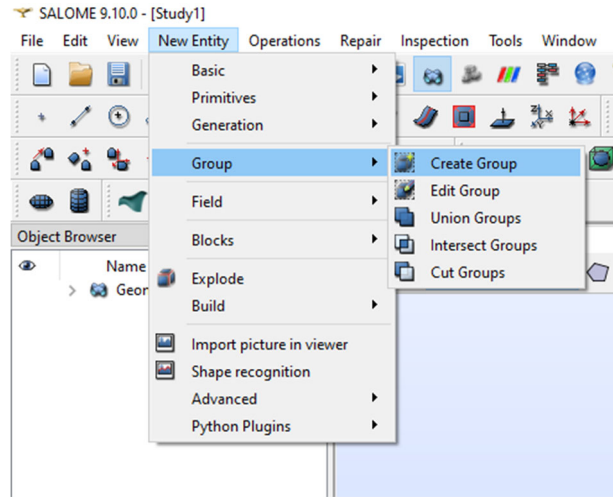 SALOME 9.10.0 - [Study1]
File Edit View New Entity Operations Repair Inspection Tools Window
Basic
Primitives
Generation
Group
Create Group
Edit Group
Union Groups
Intersect Groups
Cut Groups
Field
Blocks
Explode
Build
Import picture in viewer
Shape recognition
Advanced
Python Plugins
Object Browser
Name
Geom